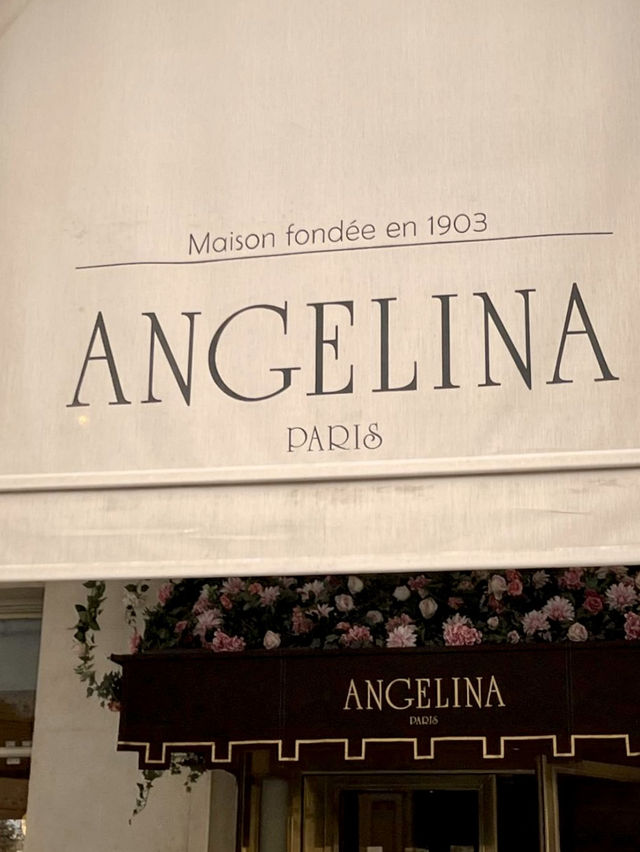 Maison fondée en 1903
ANGELINA
PARIS
ANGELINA
PARIS